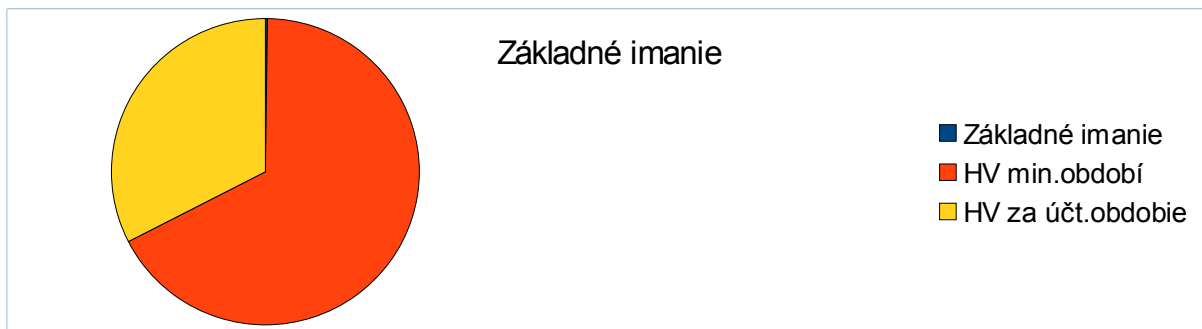 Základné imanie
Základné imanie
HV min.období
HV za účt.obdobie